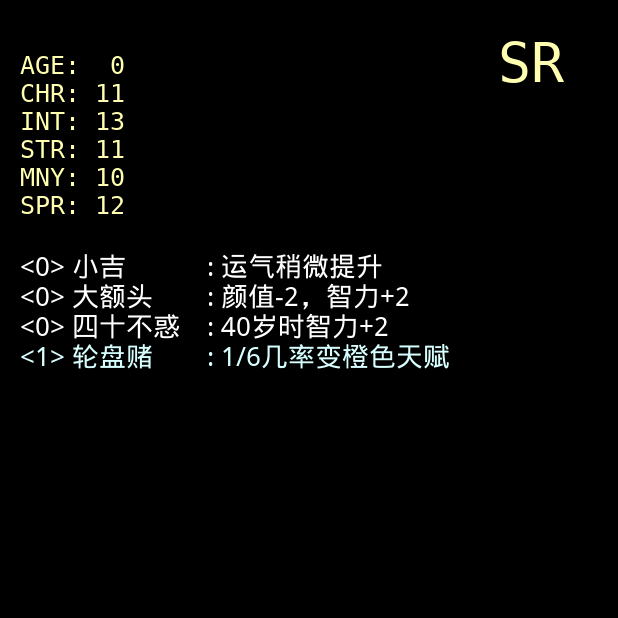 SR
AGE: 0
CHR: 11
INT: 13
STR: 11
MNY: 10
SPR: 12
<0> 小吉 : 运气稍微提升
<0> 大额头 : 颜值-2，智力+2
<0> 四十不惑 : 40岁时智力+2
<1> 轮盘赌 : 1/6几率变橙色天赋